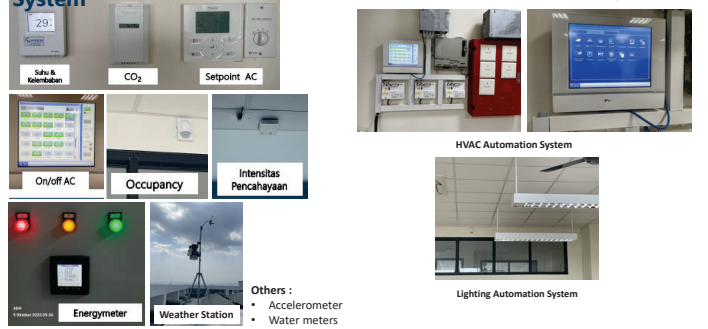 System
29
Suhu &
Kelembaban
CO₂
Setpoint AC
On/off AC
Occupancy
Intensitas
Pencahayaan
Energymeter
Weather Station
Others :
• Accelerometer
• Water meters
HVAC Automation System
Lighting Automation System